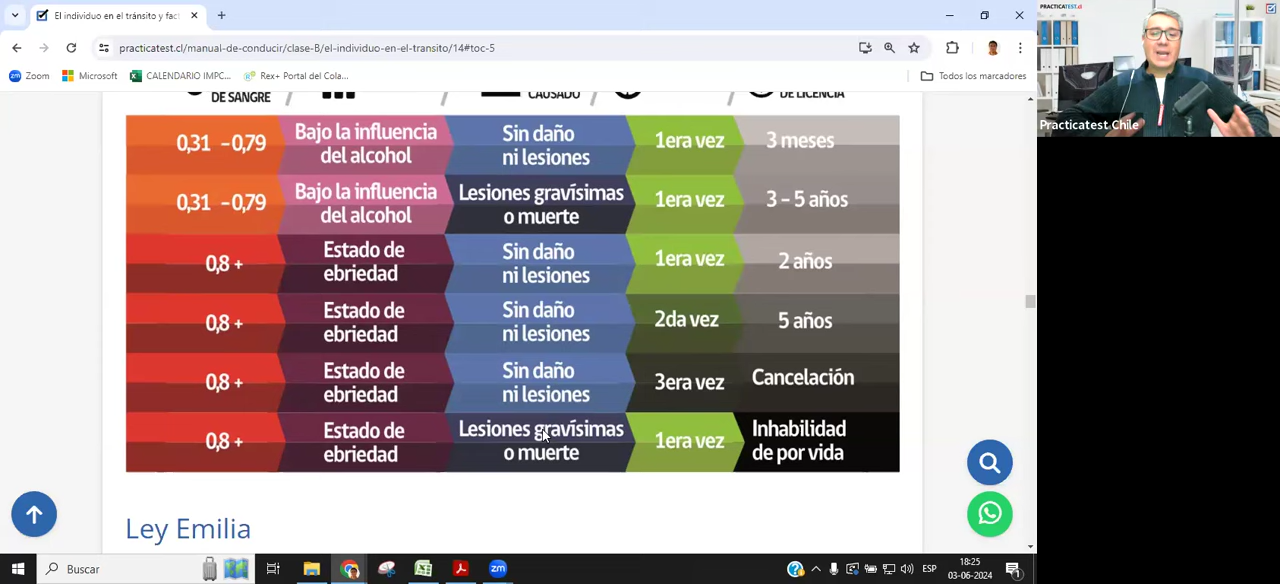 El individuo en el tránsito y fact
practicatest.cl/manual-de-conducir/clase-B/el-individuo-en-el-transito/14#toc-5
Zoom
Microsoft
CALENDARIO IMPC...
Rex+ Portal del Cola...
Todos los marcadores
DE SANGRE
CAUSADO
DE LICENCIA
0,31 – 0,79
Bajo la influencia
del alcohol
Sin daño
ni lesiones
1era vez
3 meses
0,31 – 0,79
Bajo la influencia
del alcohol
Lesiones gravísimas
o muerte
1era vez
3 – 5 años
0,8 +
Estado de
ebriedad
Sin daño
ni lesiones
1era vez
2 años
0,8 +
Estado de
ebriedad
Sin daño
ni lesiones
2da vez
5 años
0,8 +
Estado de
ebriedad
Sin daño
ni lesiones
3era vez
Cancelación
0,8 +
Estado de
ebriedad
Lesiones gravísimas
o muerte
1era vez
Inhabilidad
de por vida
Ley Emilia
PRACTICATEST.cl
Practicatest Chile
Buscar
zm
ESP
18:25
03-06-2024